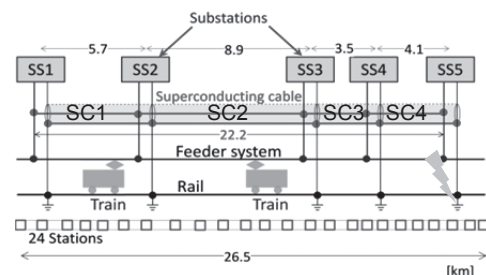 Substations
5.7 8.9 3.5 4.1
SS1 SS2 SS3 SS4 SS5
Superconducting cable
SC1 SC2 SC3 SC4
22.2
Feeder system
Rail
Train Train
24 Stations
26.5
[km]